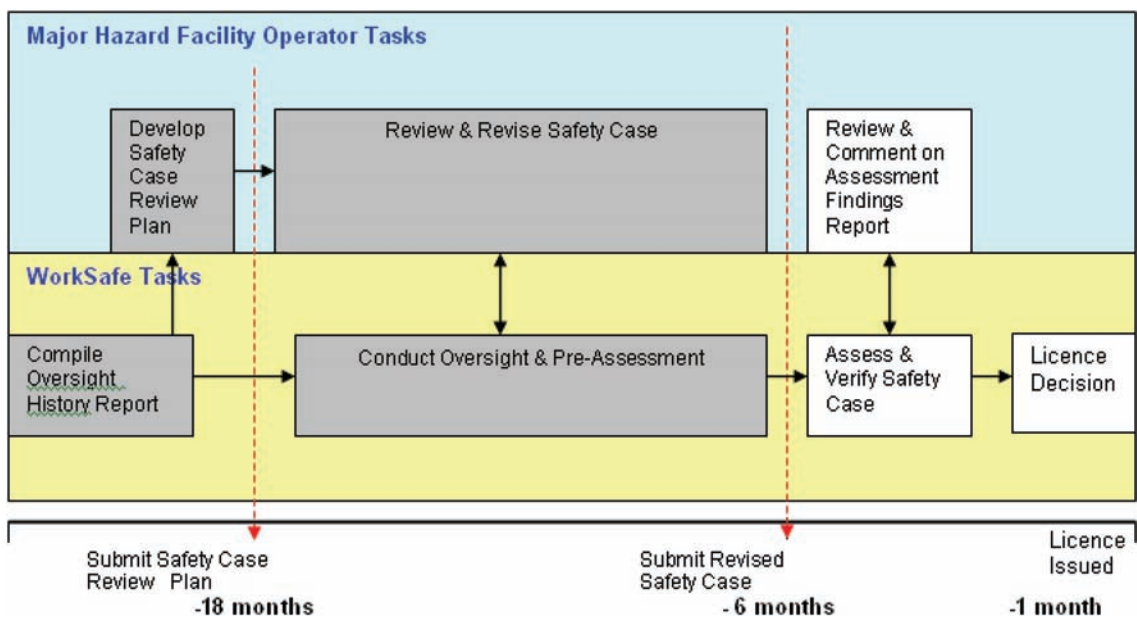 Major Hazard Facility Operator Tasks
Develop
Safety
Case
Review
Plan
Review & Revise Safety Case
Review &
Comment on
Assessment
Findings
Report
WorkSafe Tasks
Compile
Oversight
History Report
Conduct Oversight & Pre-Assessment
Assess &
Verify Safety
Case
Licence
Decision
Submit Safety Case
Review Plan
-18 months
Submit Revised
Safety Case
- 6 months
Licence
Issued
-1 month